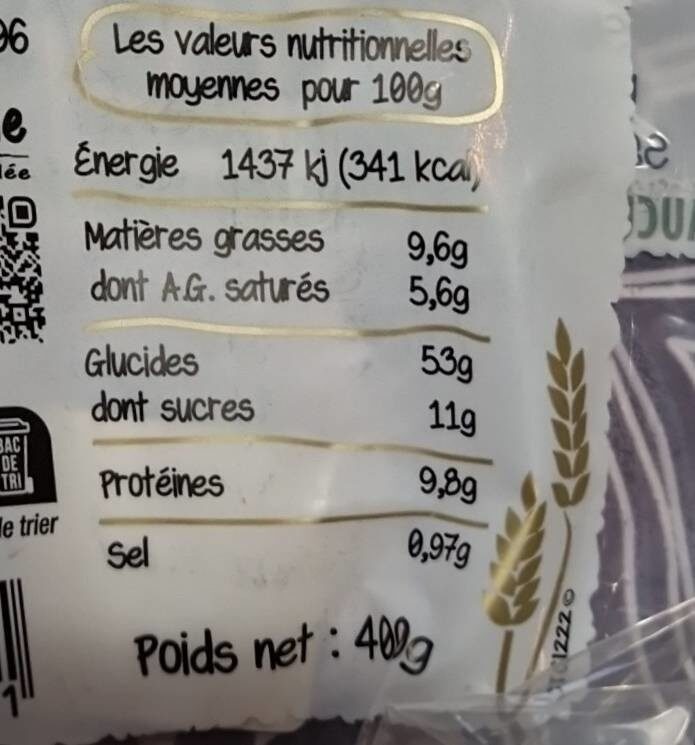 Les valeurs nutritionnelles
moyennes pour 100g
Énergie 1437 kj (341 kcal)
Matières grasses 9,6g
dont A.G. saturés 5,6g
Glucides 53g
dont sucres 11g
Protéines 9,8g
Sel 0,97g
Poids net : 400g
BAC
DE
TRI
le trier
1222
1